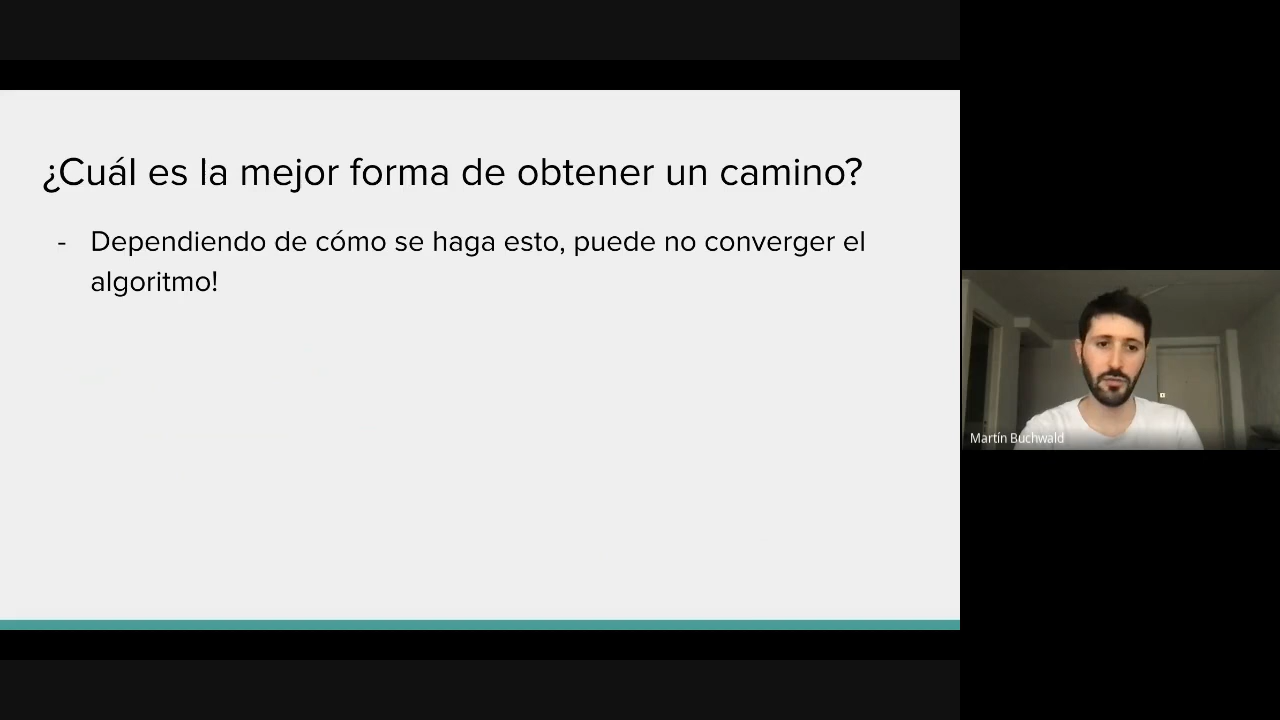 ¿Cuál es la mejor forma de obtener un camino?
- Dependiendo de cómo se haga esto, puede no converger el
algoritmo!
Martín Buchwald